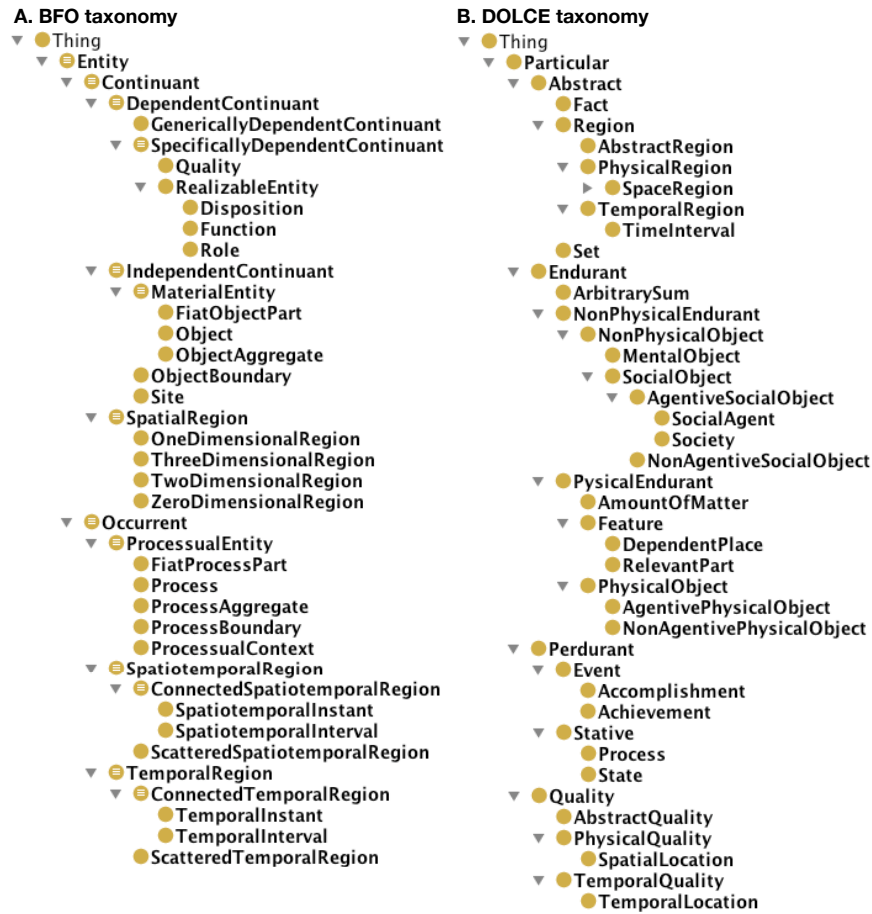 A. BFO taxonomy
Thing
Entity
Continuant
DependentContinuant
GenericallyDependentContinuant
SpecificallyDependentContinuant
Quality
RealizableEntity
Disposition
Function
Role
IndependentContinuant
MaterialEntity
FiatObjectPart
Object
ObjectAggregate
ObjectBoundary
Site
SpatialRegion
OneDimensionalRegion
ThreeDimensionalRegion
TwoDimensionalRegion
ZeroDimensionalRegion
Occurrent
ProcessualEntity
FiatProcessPart
Process
ProcessAggregate
ProcessBoundary
ProcessualContext
SpatiotemporalRegion
ConnectedSpatiotemporalRegion
SpatiotemporalInstant
SpatiotemporalInterval
ScatteredSpatiotemporalRegion
TemporalRegion
ConnectedTemporalRegion
TemporalInstant
TemporalInterval
ScatteredTemporalRegion
B. DOLCE taxonomy
Thing
Particular
Abstract
Fact
Region
AbstractRegion
PhysicalRegion
SpaceRegion
TemporalRegion
TimeInterval
Set
Endurant
ArbitrarySum
NonPhysicalEndurant
NonPhysicalObject
MentalObject
SocialObject
AgentiveSocialObject
SocialAgent
Society
NonAgentiveSocialObject
PysicalEndurant
AmountOfMatter
Feature
DependentPlace
RelevantPart
PhysicalObject
AgentivePhysicalObject
NonAgentivePhysicalObject
Perdurant
Event
Accomplishment
Achievement
Stative
Process
State
Quality
AbstractQuality
PhysicalQuality
SpatialLocation
TemporalQuality
TemporalLocation